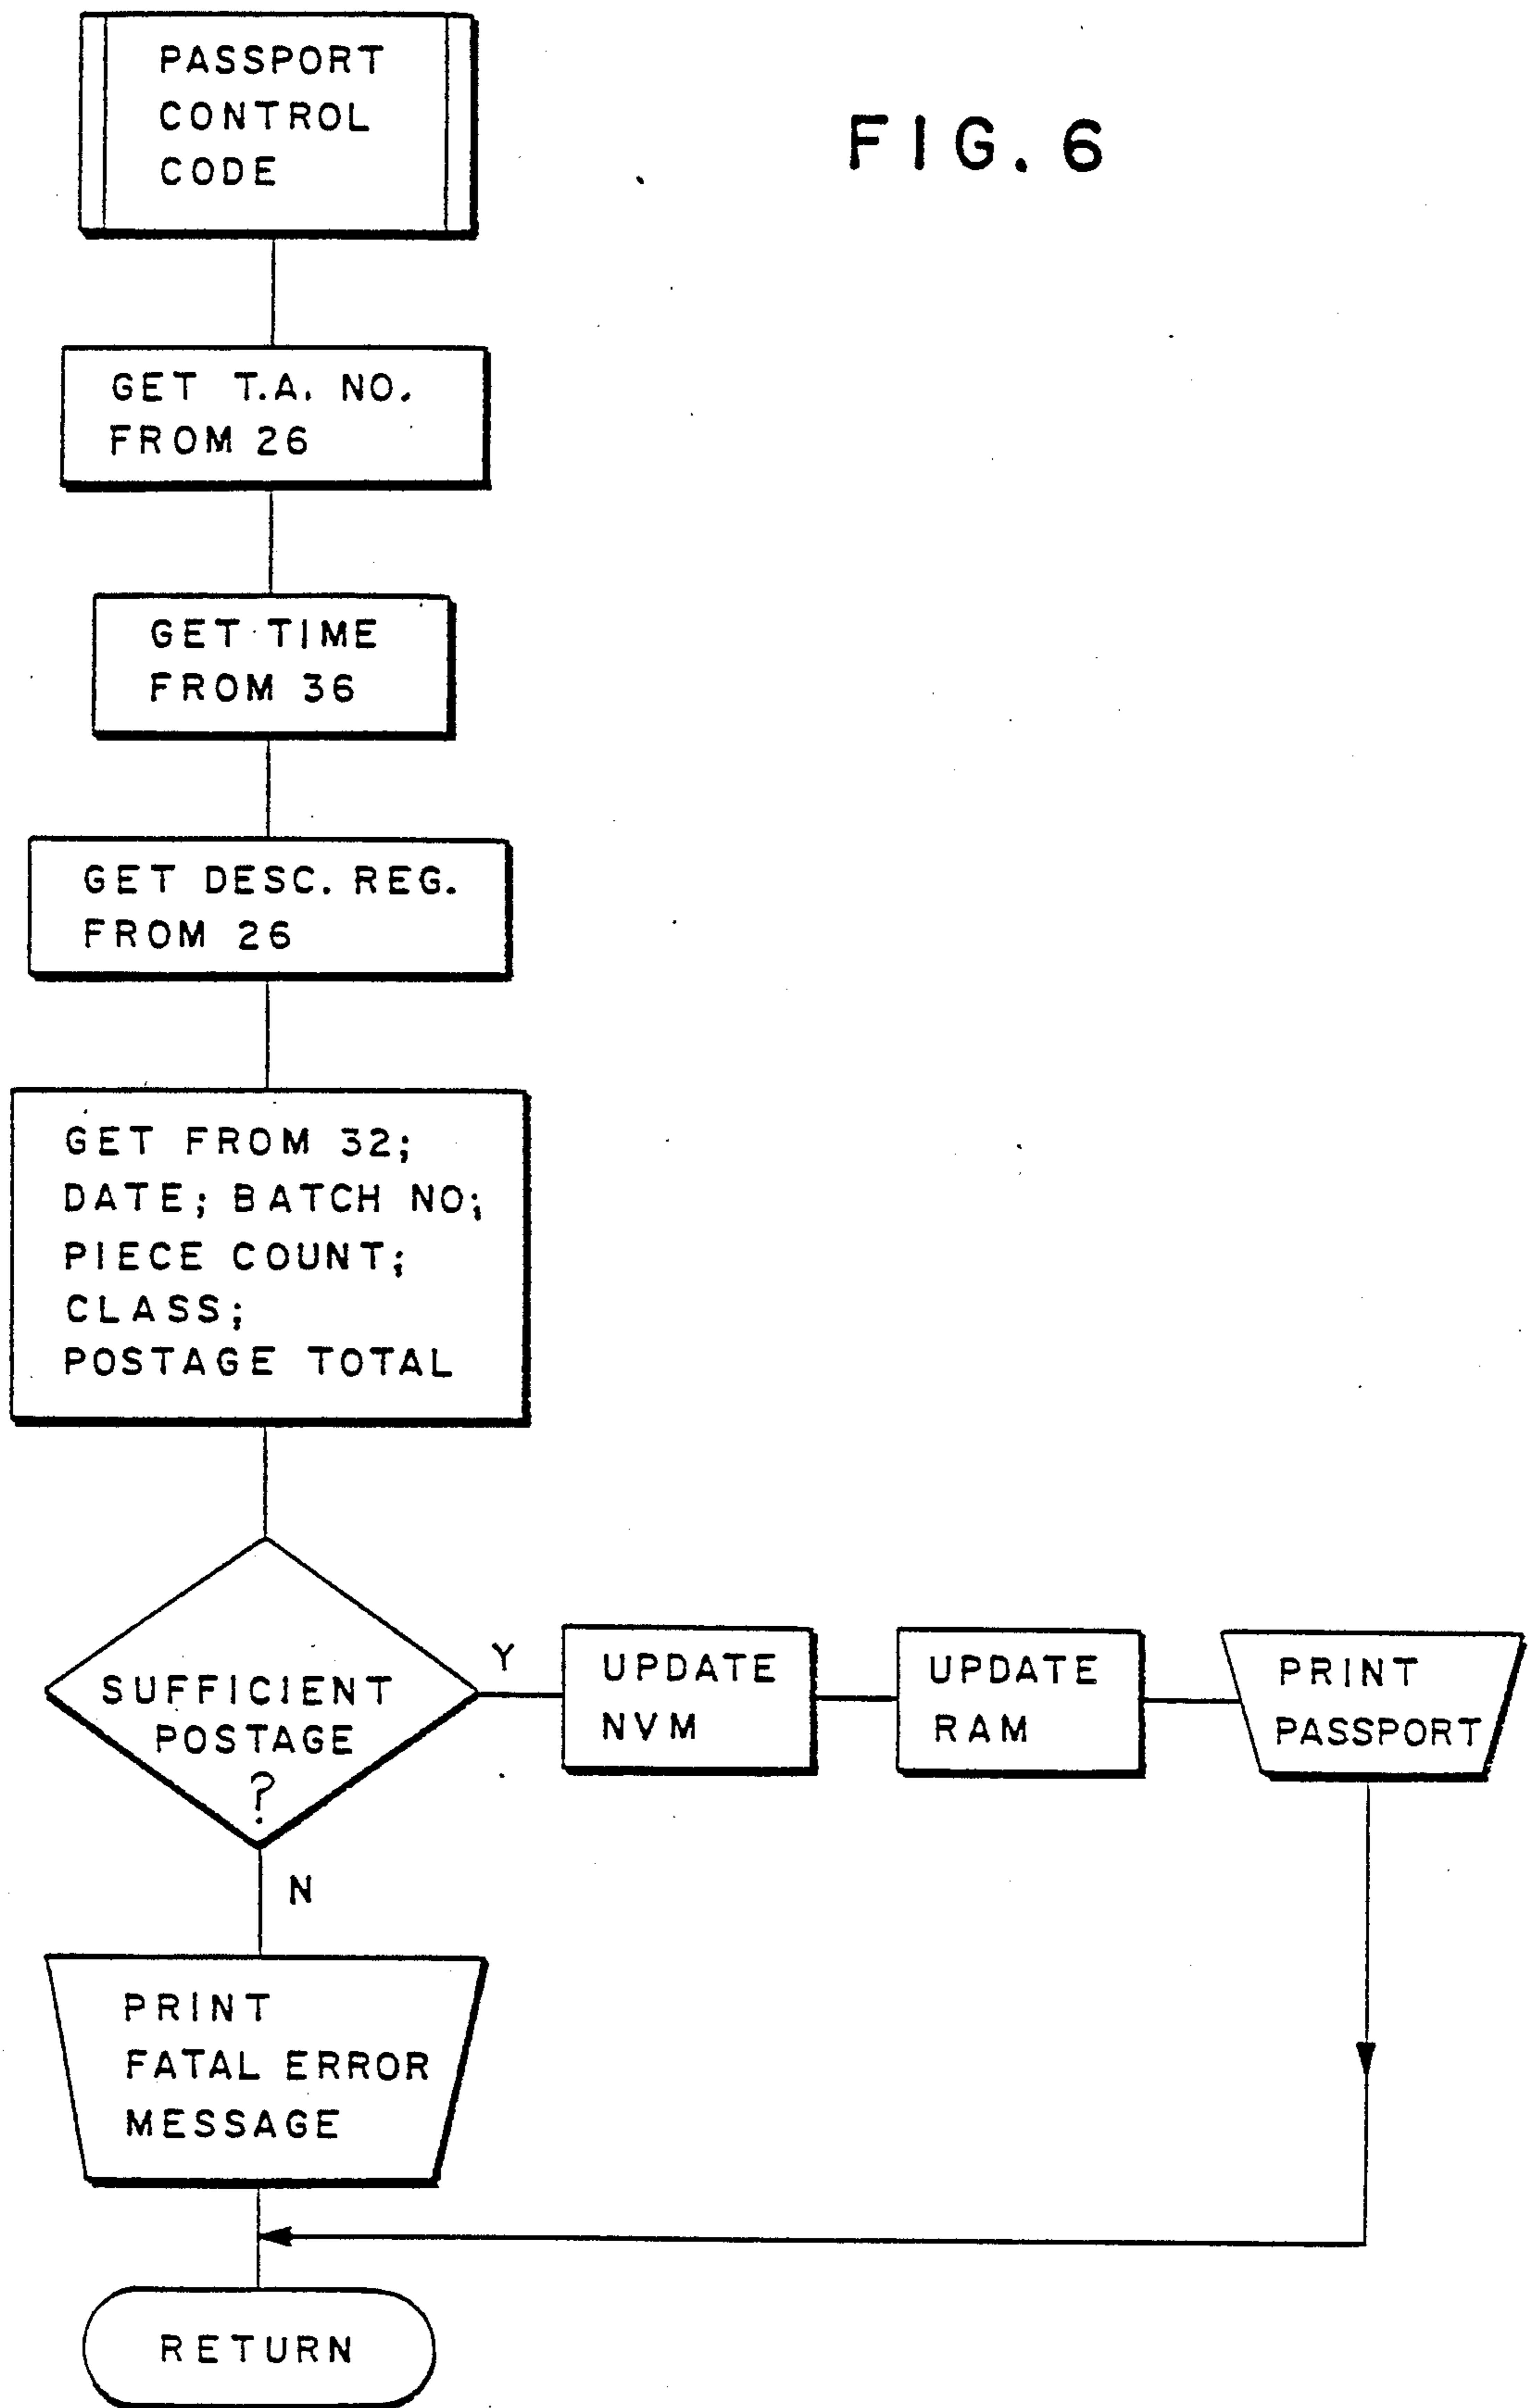 PASSPORT
CONTROL
CODE
FIG. 6
GET T.A. NO.
FROM 26
GET TIME
FROM 36
GET DESC. REG.
FROM 26
GET FROM 32;
DATE; BATCH NO;
PIECE COUNT;
CLASS;
POSTAGE TOTAL
SUFFICIENT
POSTAGE
?
Y
UPDATE
NVM
UPDATE
RAM
PRINT
PASSPORT
N
PRINT
FATAL ERROR
MESSAGE
RETURN